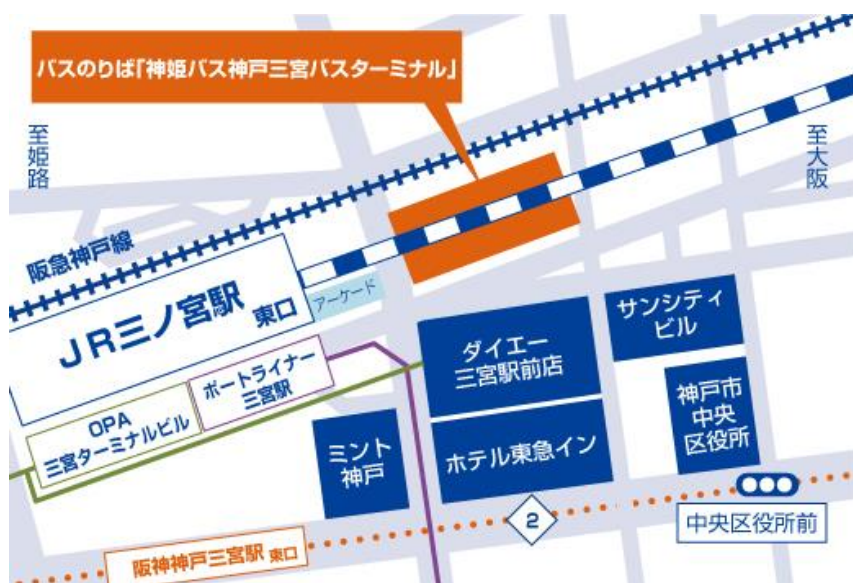 バスのりば「神姫バス神戸三宮バスターミナル」
至姫路
至大阪
阪急神戸線
JR三ノ宮駅 東口
アーケード
サンシティ
ビル
ダイエー
三宮駅前店
ポートライナー
三宮駅
OPA
三宮ターミナルビル
神戸市
中央
区役所
ミント
神戸
ホテル東急イン
2
中央区役所前
阪神神戸三宮駅 東口